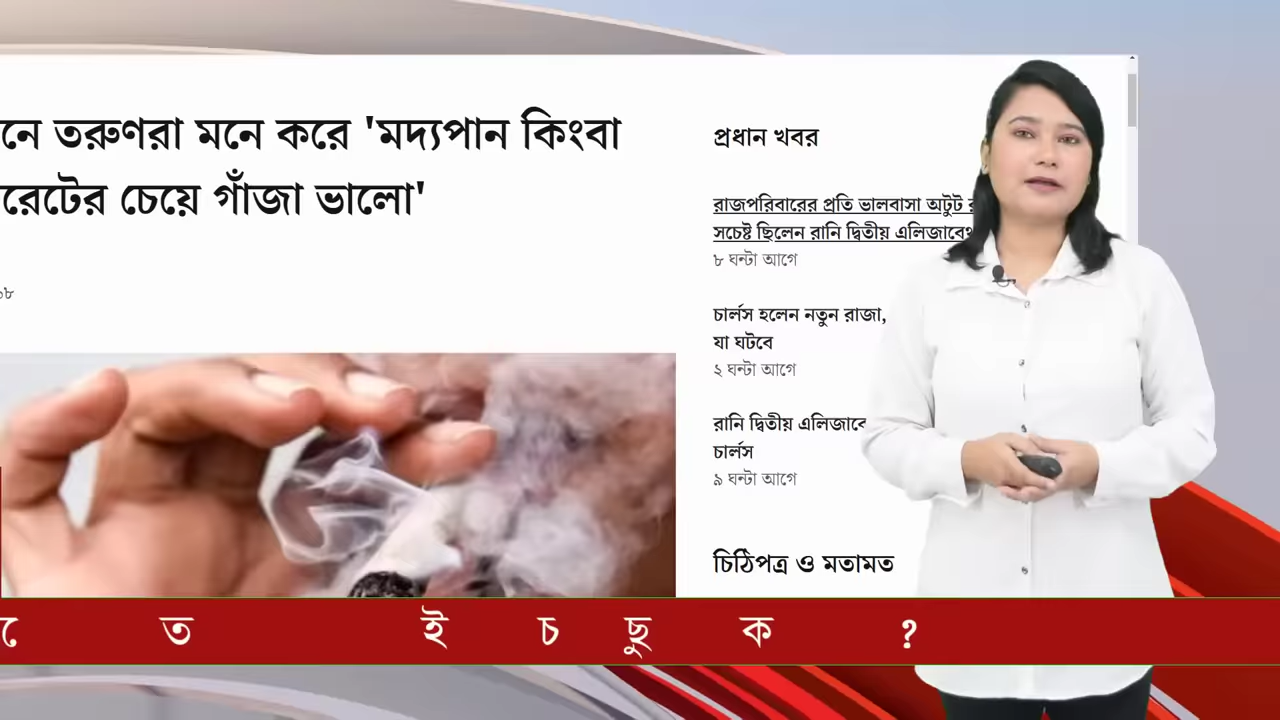 নে তরুণরা মনে করে 'মদ্যপান কিংবা
রেটের চেয়ে গাঁজা ভালো'
১৮
প্রধান খবর
রাজপরিবারের প্রতি ভালবাসা অটুট
সচেষ্ট ছিলেন রানি দ্বিতীয় এলিজাবেথ
৮ ঘন্টা আগে
চার্লস হলেন নতুন রাজা,
যা ঘটবে
২ ঘন্টা আগে
রানি দ্বিতীয় এলিজাবে
চার্লস
৯ ঘন্টা আগে
চিঠিপত্র ও মতামত
ে ত ই চ ছু ক ?